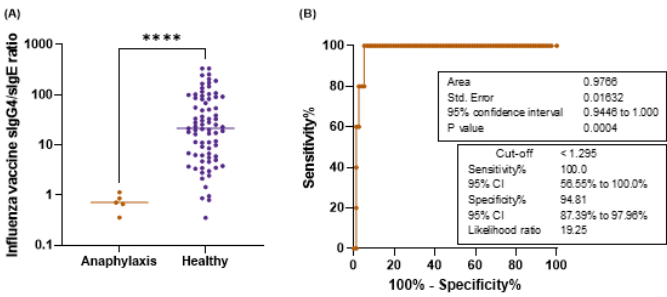 (A)
(B)
****
Influenza vaccine sIgG4/sIgE ratio
1000
100
10
1
0.1
Anaphylaxis Healthy
Sensitivity%
100
80
60
40
20
0
Area 0.9766
Std. Error 0.01632
95% confidence interval 0.9446 to 1.000
P value 0.0004
Cut-off < 1.295
Sensitivity% 100.0
95% CI 56.55% to 100.0%
Specificity% 94.81
95% CI 87.39% to 97.96%
Likelihood ratio 19.25
0 20 40 60 80 100
100% - Specificity%